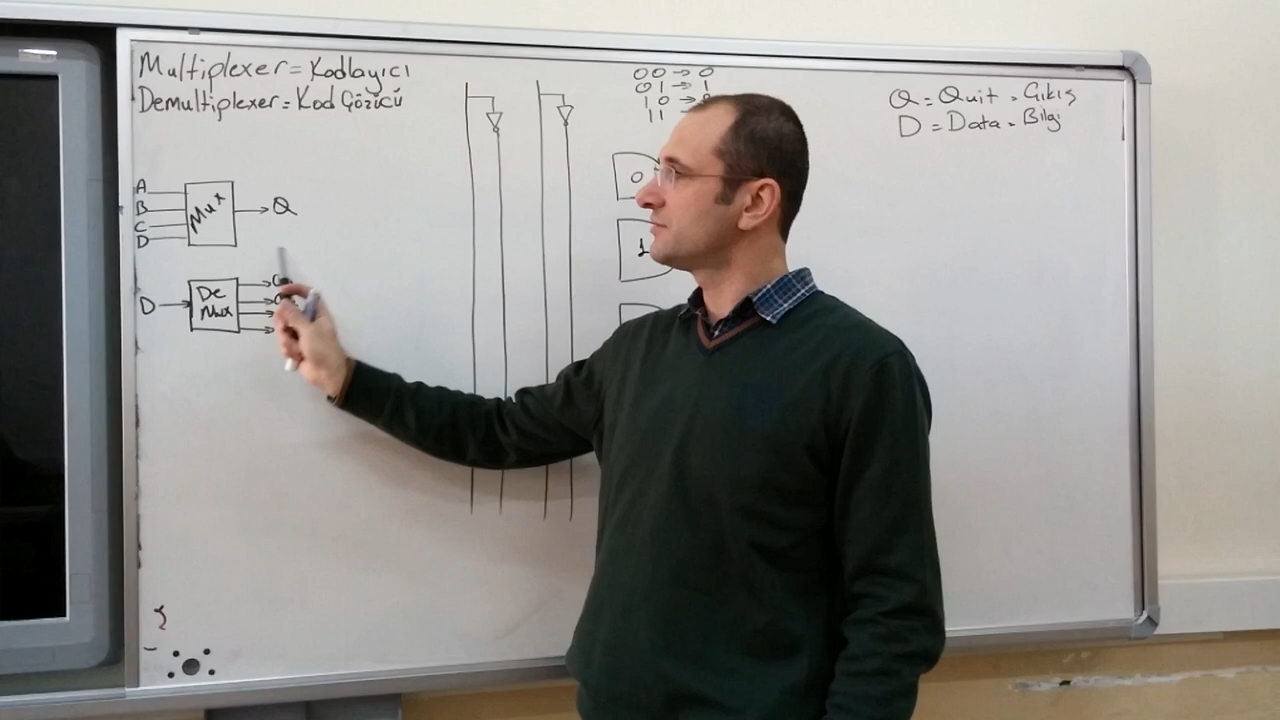 Multiplexer = Kodlayıcı
Demultiplexer = Kod Çözücü
00 → 0
01 → 1
10 →
11 →
Q = Quit = Çıkış
D = Data = Bilgi
A
B
C
D
Mux
Q
D
De
Mux
0
1